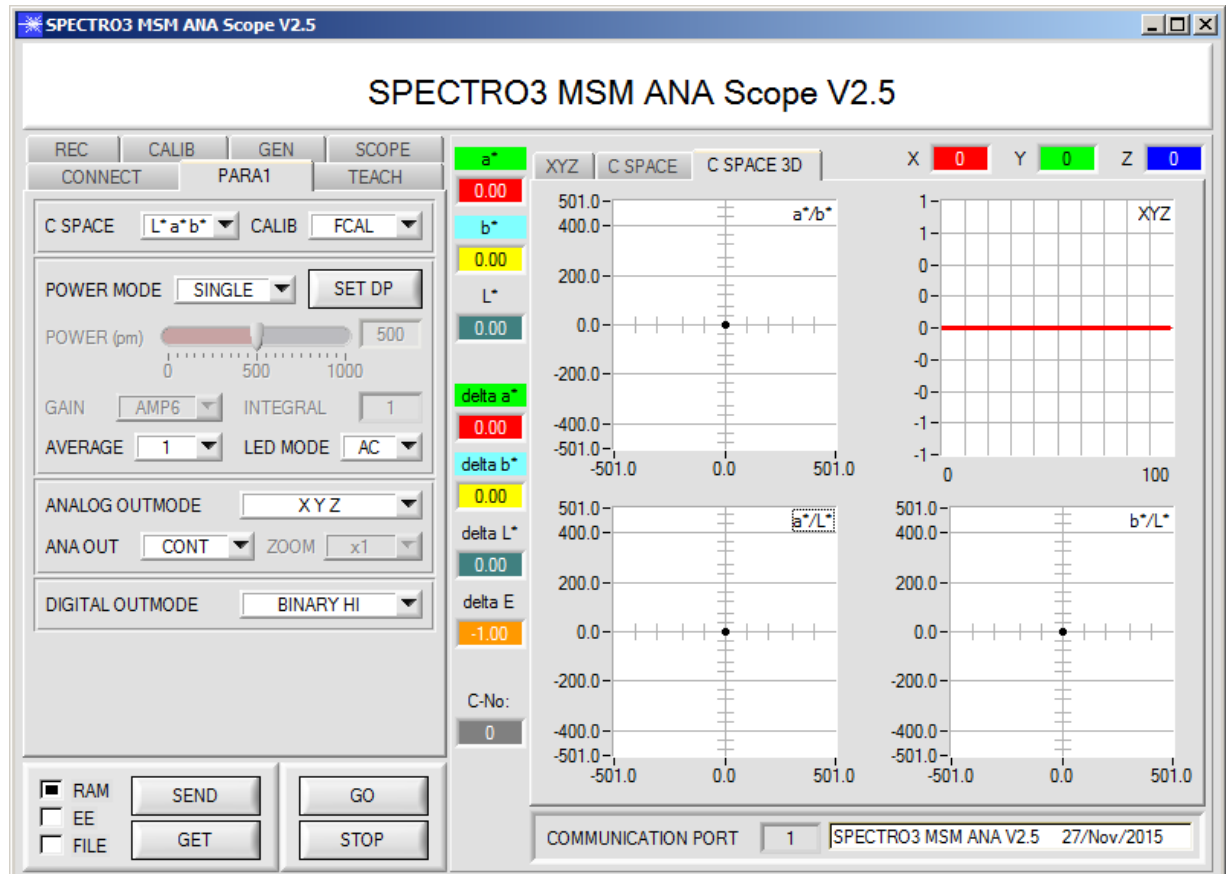 SPECTRO3 MSM ANA Scope V2.5
SPECTRO3 MSM ANA Scope V2.5
REC CALIB GEN SCOPE
CONNECT PARA1 TEACH
C SPACE L*a*b* CALIB FCAL
POWER MODE SINGLE SET DP
POWER (pm) 500
0 500 1000
GAIN AMP6 INTEGRAL 1
AVERAGE 1 LED MODE AC
ANALOG OUTMODE X Y Z
ANA OUT CONT ZOOM x1
DIGITAL OUTMODE BINARY HI
RAM
EE
FILE
SEND
GET
GO
STOP
a*
0.00
b*
0.00
L*
0.00
delta a*
0.00
delta b*
0.00
delta L*
0.00
delta E
-1.00
C-No:
0
XYZ C SPACE C SPACE 3D
X 0 Y 0 Z 0
a*/b*
501.0
400.0
200.0
0.0
-200.0
-400.0
-501.0
-501.0 0.0 501.0
XYZ
1
1
0
0
0
-0
-0
-1
-1
0 100
a*/L*
501.0
400.0
200.0
0.0
-200.0
-400.0
-501.0
-501.0 0.0 501.0
b*/L*
501.0
400.0
200.0
0.0
-200.0
-400.0
-501.0
-501.0 0.0 501.0
COMMUNICATION PORT 1 SPECTRO3 MSM ANA V2.5 27/Nov/2015